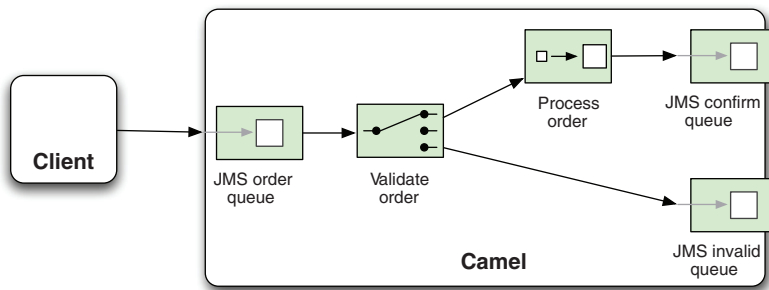 Client
JMS order
queue
Validate
order
Process
order
JMS confirm
queue
JMS invalid
queue
Camel